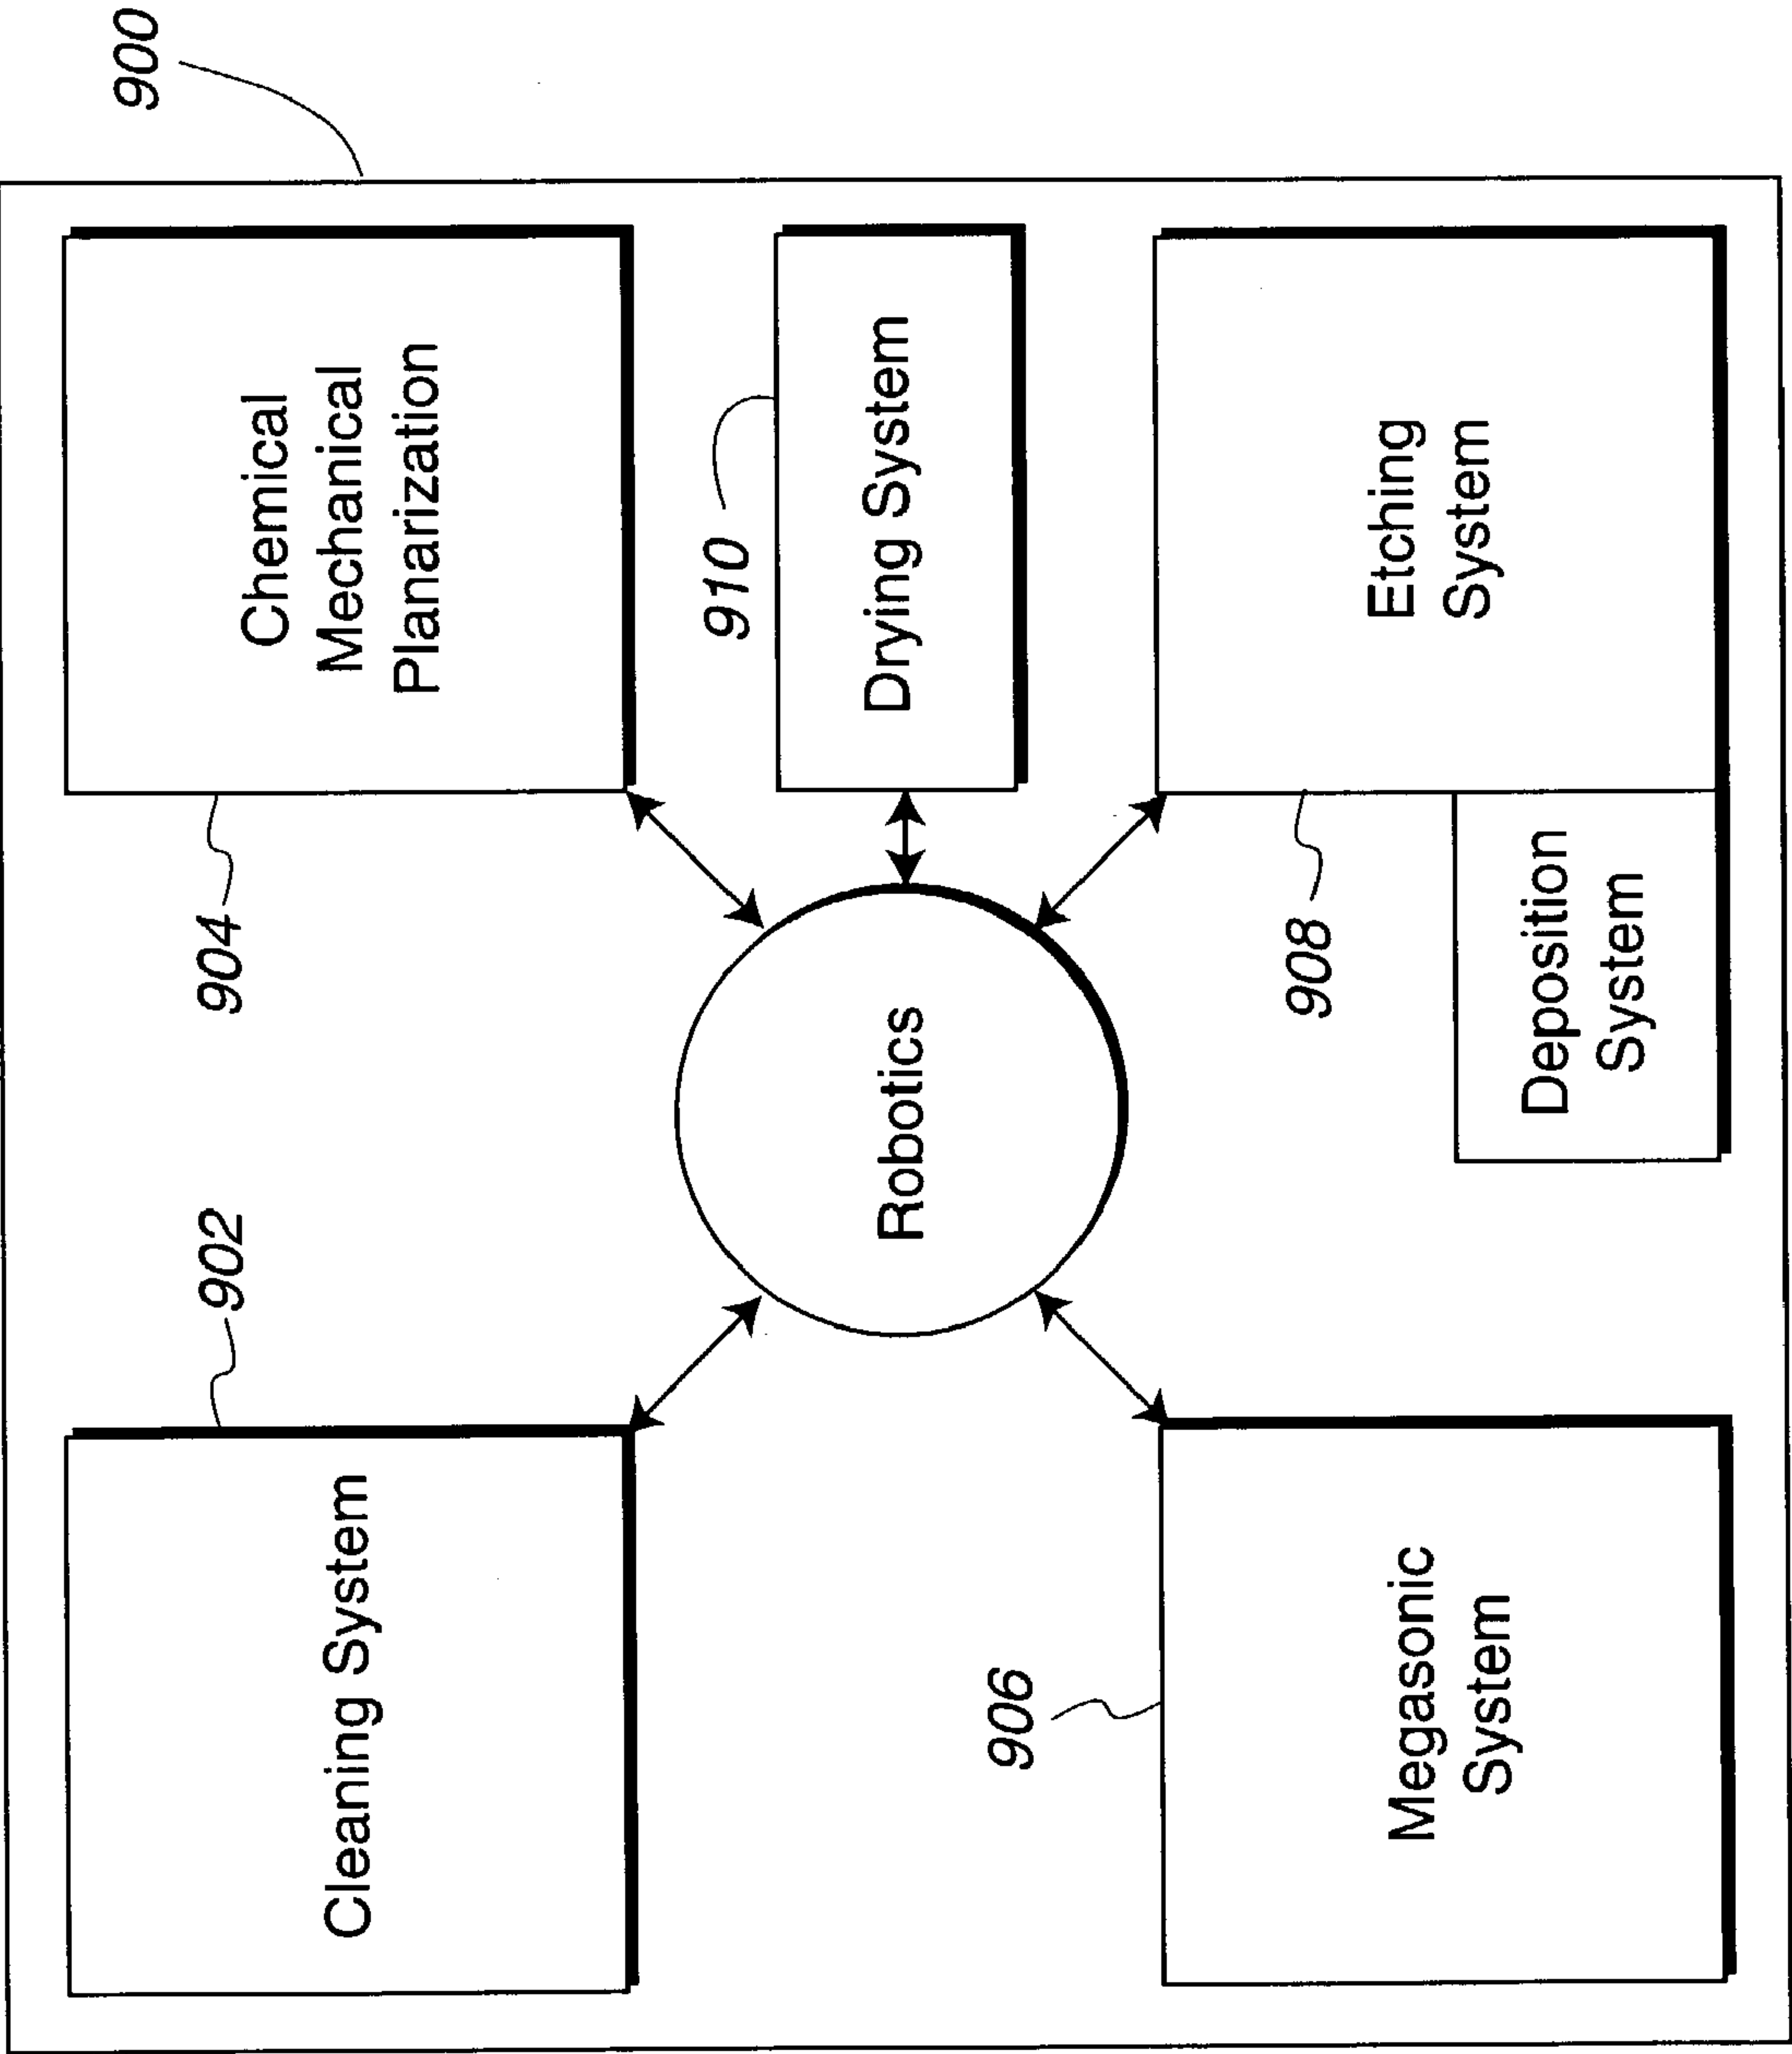 900
902
904
Cleaning System
Chemical
Mechanical
Planarization
910
Drying System
Robotics
906
908
Megasonic
System
Etching
System
Deposition
System